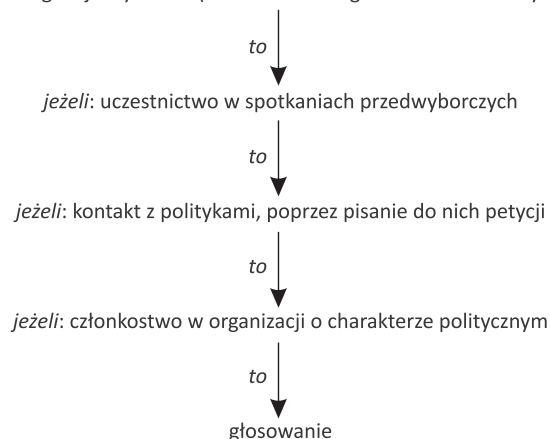 to
jeżeli: uczestnictwo w spotkaniach przedwyborczych
to
jeżeli: kontakt z politykami, poprzez pisanie do nich petycji
to
jeżeli: członkostwo w organizacji o charakterze politycznym
to
głosowanie